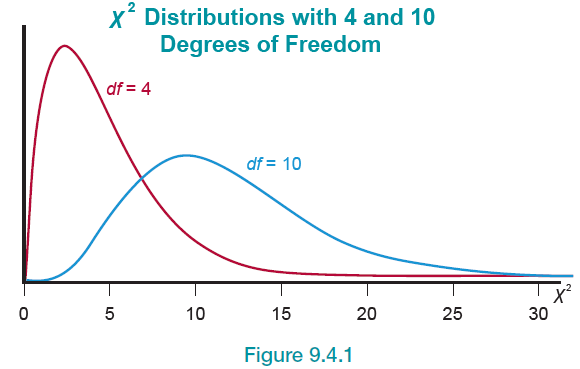 χ² Distributions with 4 and 10
Degrees of Freedom
df = 4
df = 10
0 5 10 15 20 25 30 χ²
Figure 9.4.1